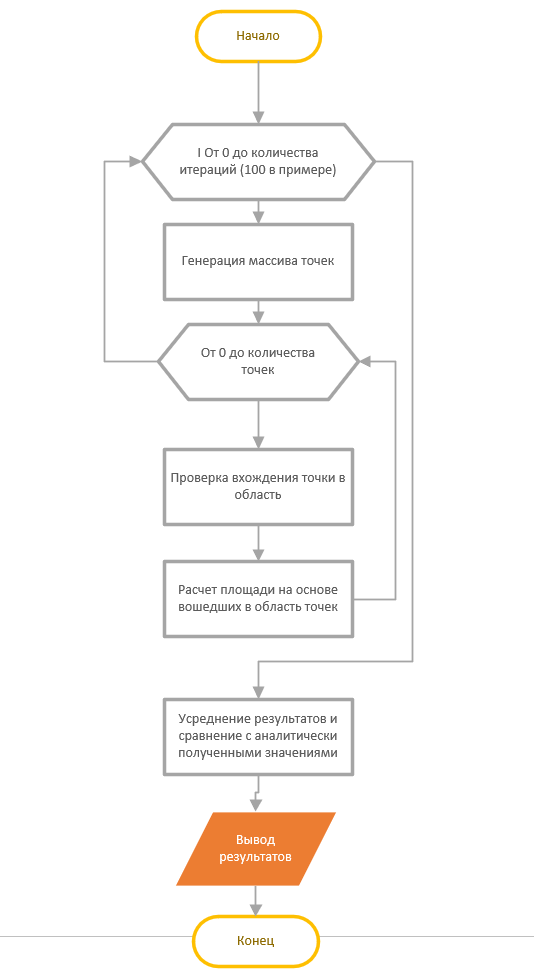 Начало
I От 0 до количества
итераций (100 в примере)
Генерация массива точек
От 0 до количества
точек
Проверка вхождения точки в
область
Расчет площади на основе
вошедших в область точек
Усреднение результатов и
сравнение с аналитически
полученными значениями
Вывод
результатов
Конец